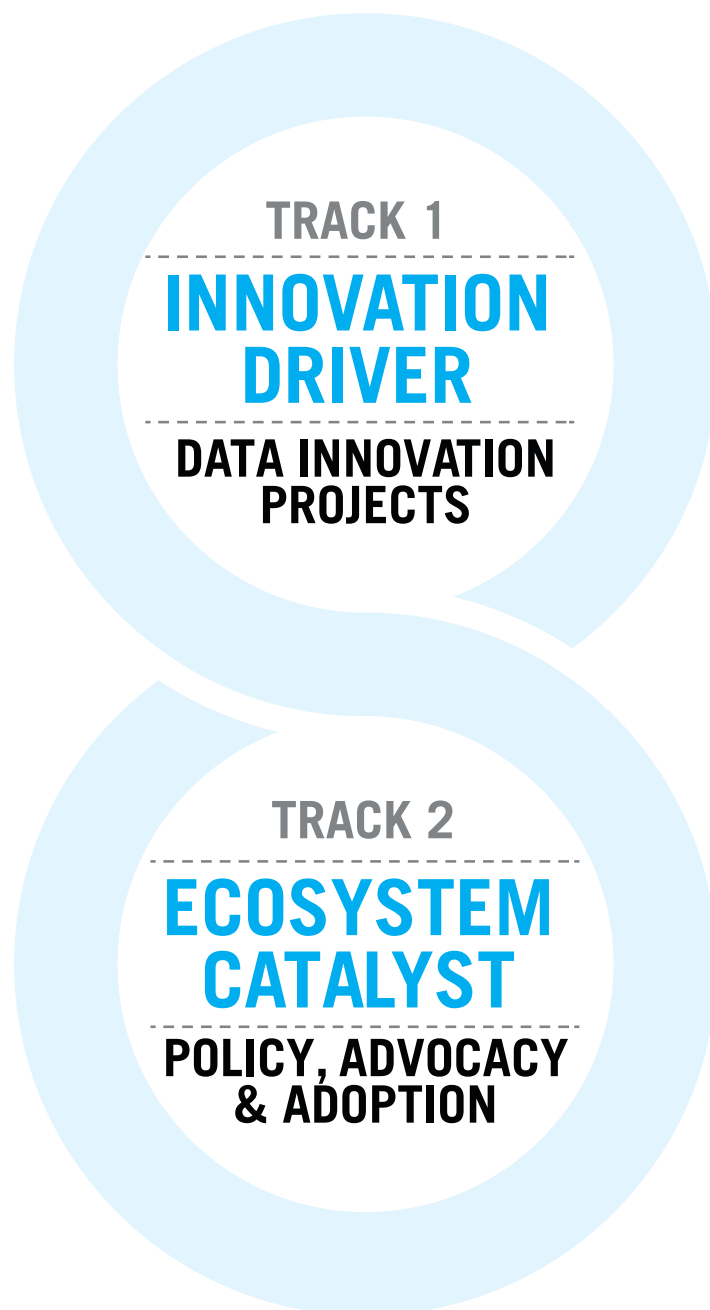 TRACK 1
INNOVATION
DRIVER
DATA INNOVATION
PROJECTS
TRACK 2
ECOSYSTEM
CATALYST
POLICY, ADVOCACY
& ADOPTION